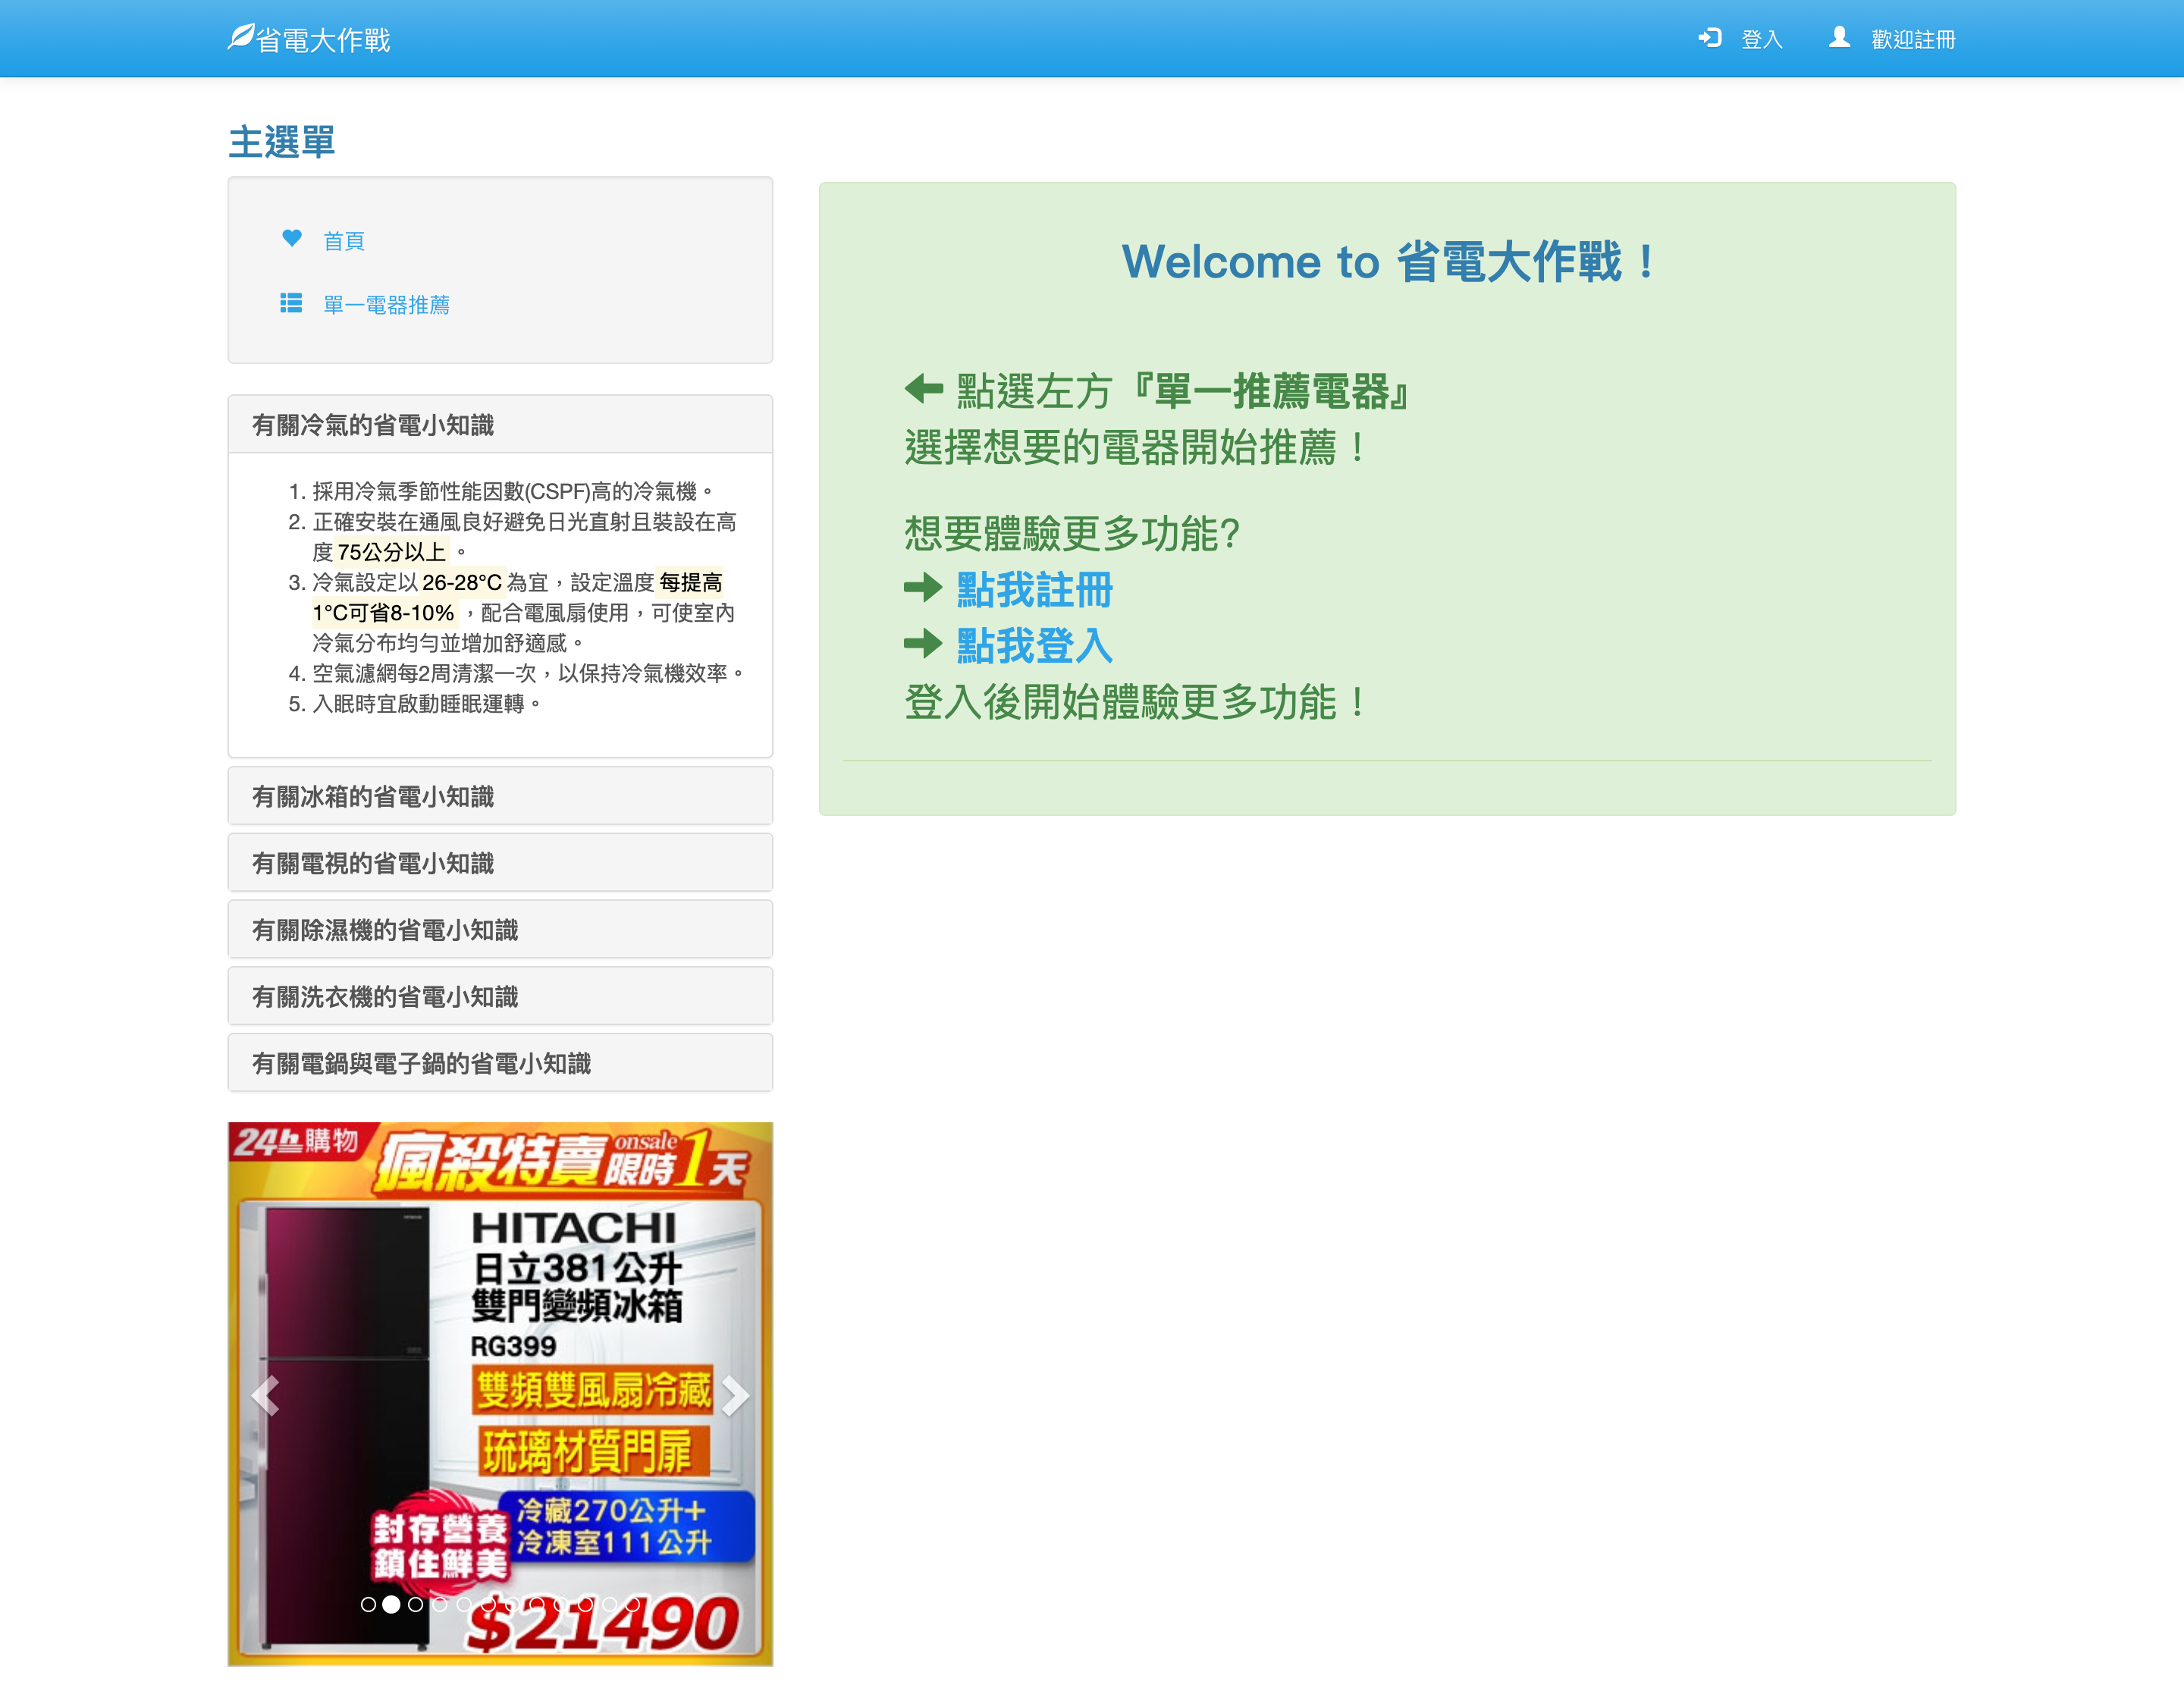 省電大作戰
登入
歡迎註冊
主選單
首頁
單一電器推薦
有關冷氣的省電小知識
1. 採用冷氣季節性能因數(CSPF)高的冷氣機。
2. 正確安裝在通風良好避免日光直射且裝設在高
度75公分以上。
3. 冷氣設定以26-28°C為宜，設定溫度每提高
1°C可省8-10%，配合電風扇使用，可使室內
冷氣分布均勻並增加舒適感。
4. 空氣濾網每2周清潔一次，以保持冷氣機效率。
5. 入眠時宜啟動睡眠運轉。
有關冰箱的省電小知識
有關電視的省電小知識
有關除濕機的省電小知識
有關洗衣機的省電小知識
有關電鍋與電子鍋的省電小知識
24h購物
瘋殺特賣
onsale
限時1天
HITACHI
日立381公升
雙門變頻冰箱
RG399
雙頻雙風扇冷藏
琉璃材質門扉
冷藏270公升+
冷凍室111公升
封存營養
鎖住鮮美
$21490
Welcome to 省電大作戰！
點選左方『單一推薦電器』
選擇想要的電器開始推薦！
想要體驗更多功能?
點我註冊
點我登入
登入後開始體驗更多功能！